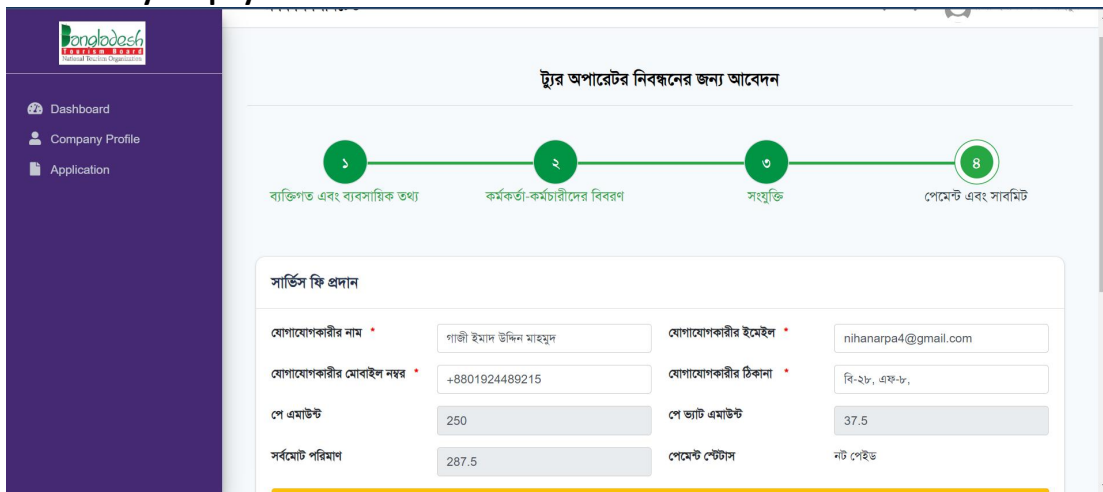 Bangladesh
Tourism Board
National Tourism Organization
Dashboard
Company Profile
Application
ট্যুর অপারেটর নিবন্ধনের জন্য আবেদন
১ ২ ৩ ৪
ব্যক্তিগত এবং ব্যবসায়িক তথ্য কর্মকর্তা-কর্মচারীদের বিবরণ সংযুক্তি পেমেন্ট এবং সাবমিট
সার্ভিস ফি প্রদান
যোগাযোগকারীর নাম * গাজী ইমাদ উদ্দিন মাহমুদ যোগাযোগকারীর ইমেইল * nihanarpa4@gmail.com
যোগাযোগকারীর মোবাইল নম্বর * +8801924489215 যোগাযোগকারীর ঠিকানা * বি-২৮, এফ-৮,
পে এমাউন্ট 250 পে ভ্যাট এমাউন্ট 37.5
সর্বমোট পরিমাণ 287.5 পেমেন্ট স্টেটাস নট পেইড